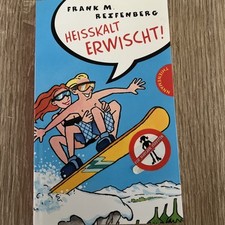 FRANK M.
REIFENBERG
HEISSKALT
ERWISCHT!